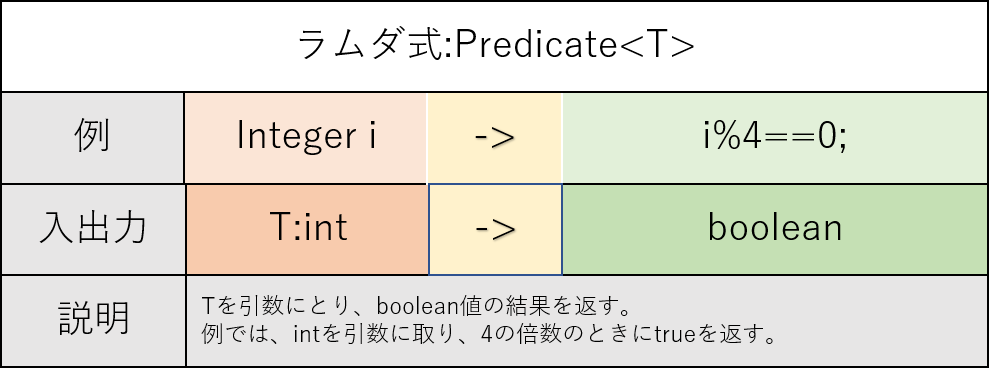 ラムダ式:Predicate<T>
例 Integer i -> i%4==0;
入出力 T:int -> boolean
説明
Tを引数にとり、boolean値の結果を返す。
例では、intを引数に取り、4の倍数のときにtrueを返す。